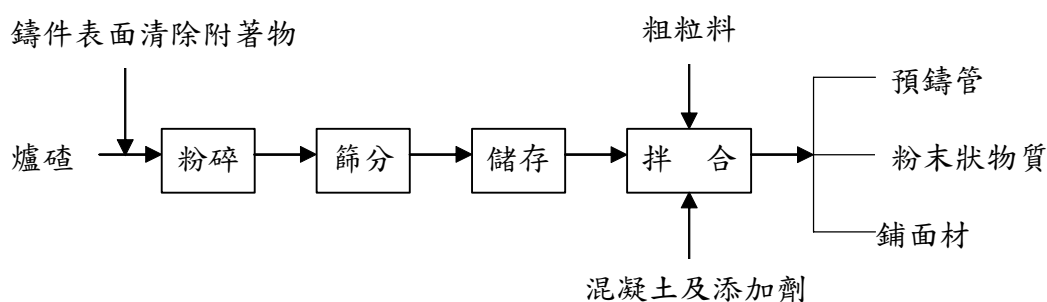 鑄件表面清除附著物
粗粒料
預鑄管
爐碴
粉碎
篩分
儲存
拌 合
粉末狀物質
鋪面材
混凝土及添加劑